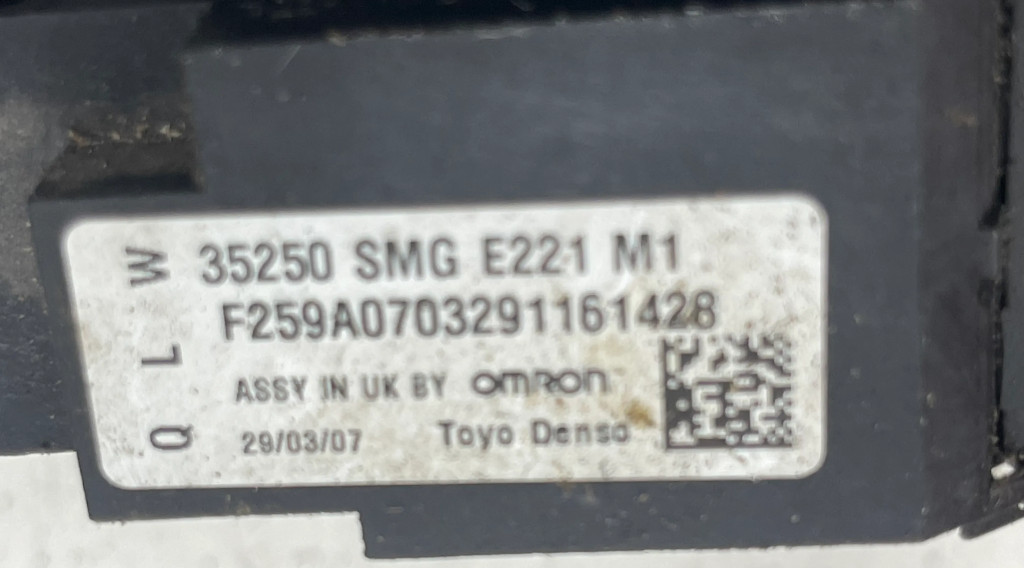 35250 SMG E221 M1
F259A0703291161428
ASSY IN UK BY OMRON
29/03/07 Toyo Denso
Q L W